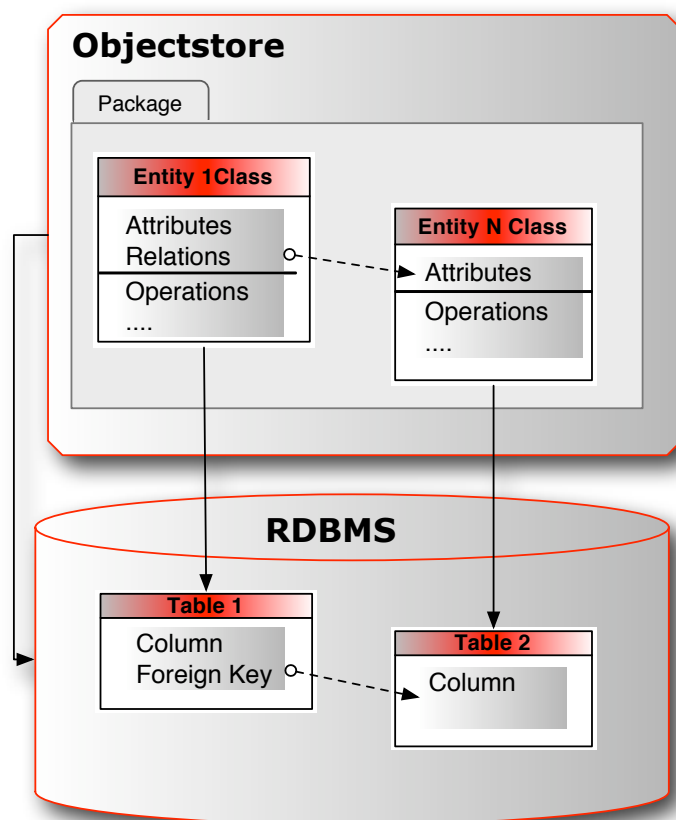 Objectstore
Package
Entity 1Class
Attributes
Relations
Operations
....
Entity N Class
Attributes
Operations
....
RDBMS
Table 1
Column
Foreign Key
Table 2
Column